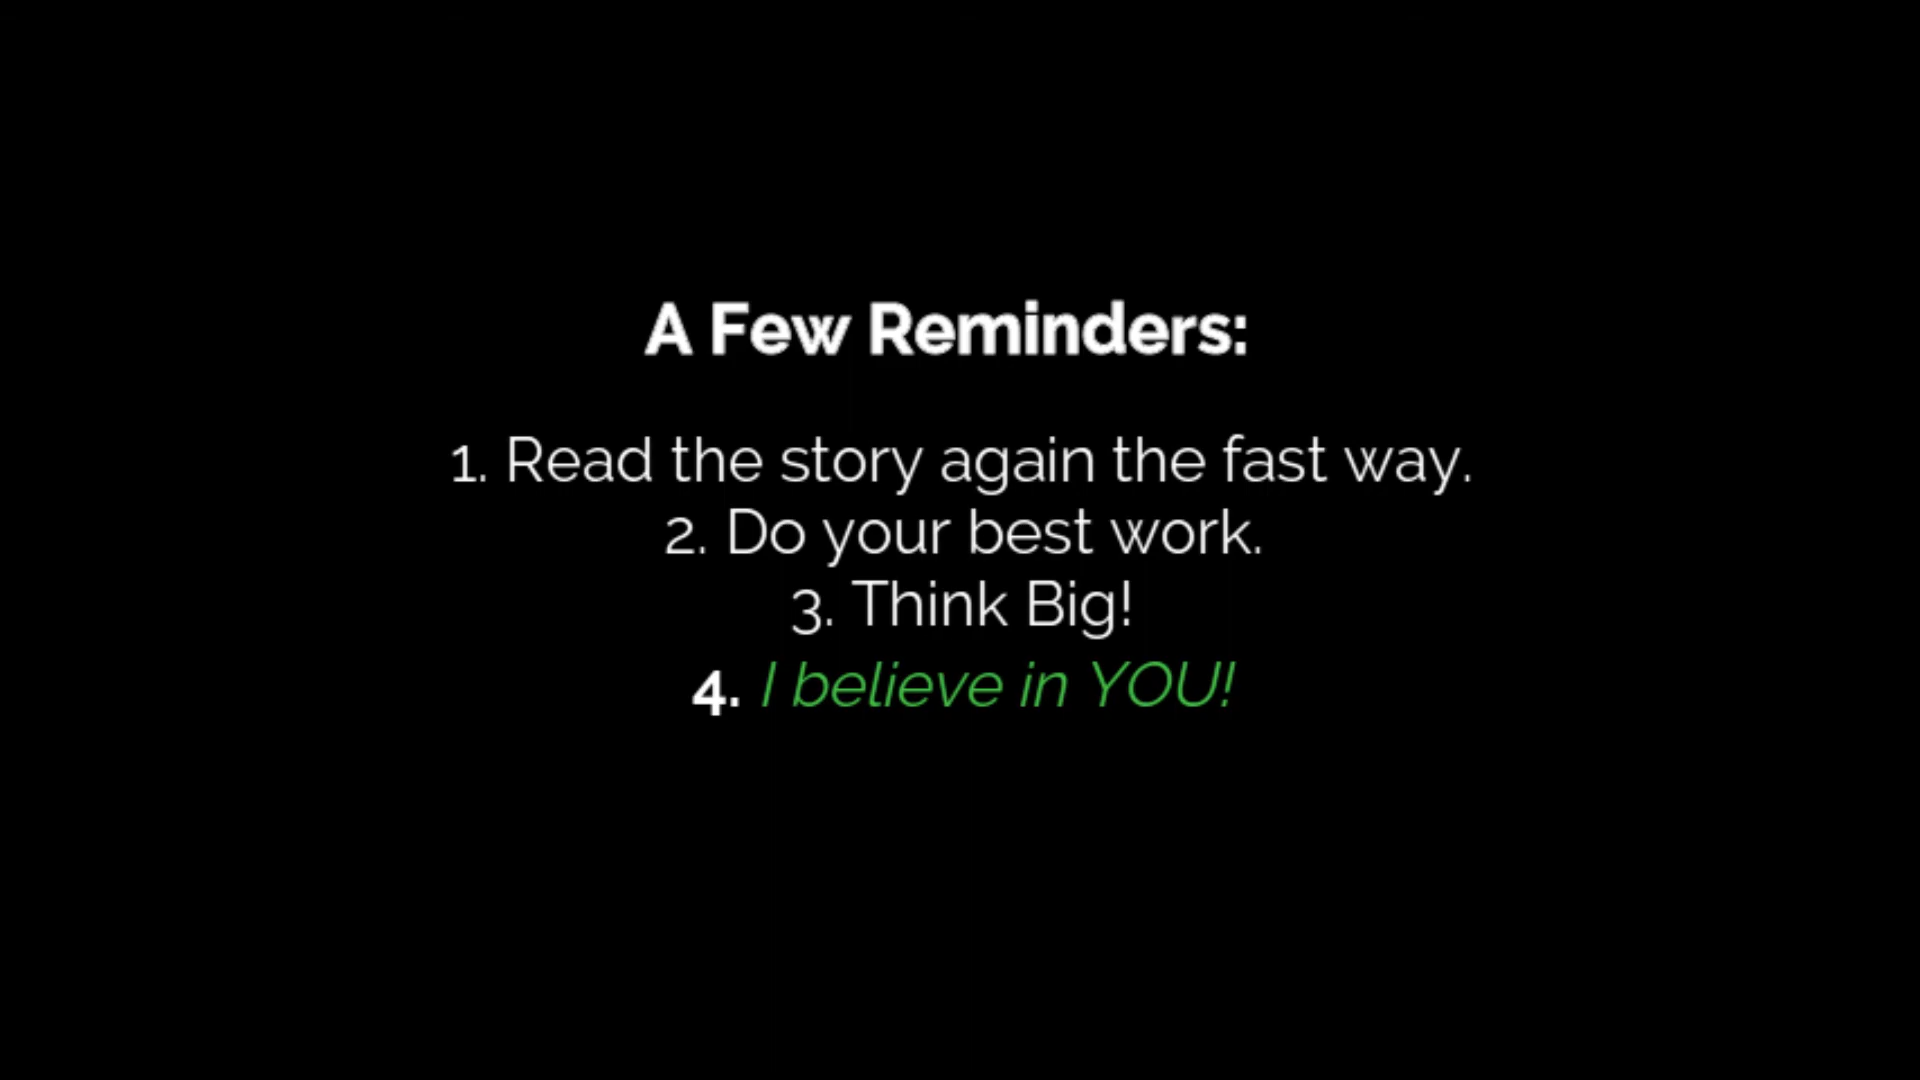 A Few Reminders:
1. Read the story again the fast way.
2. Do your best work.
3. Think Big!
4. I believe in YOU!